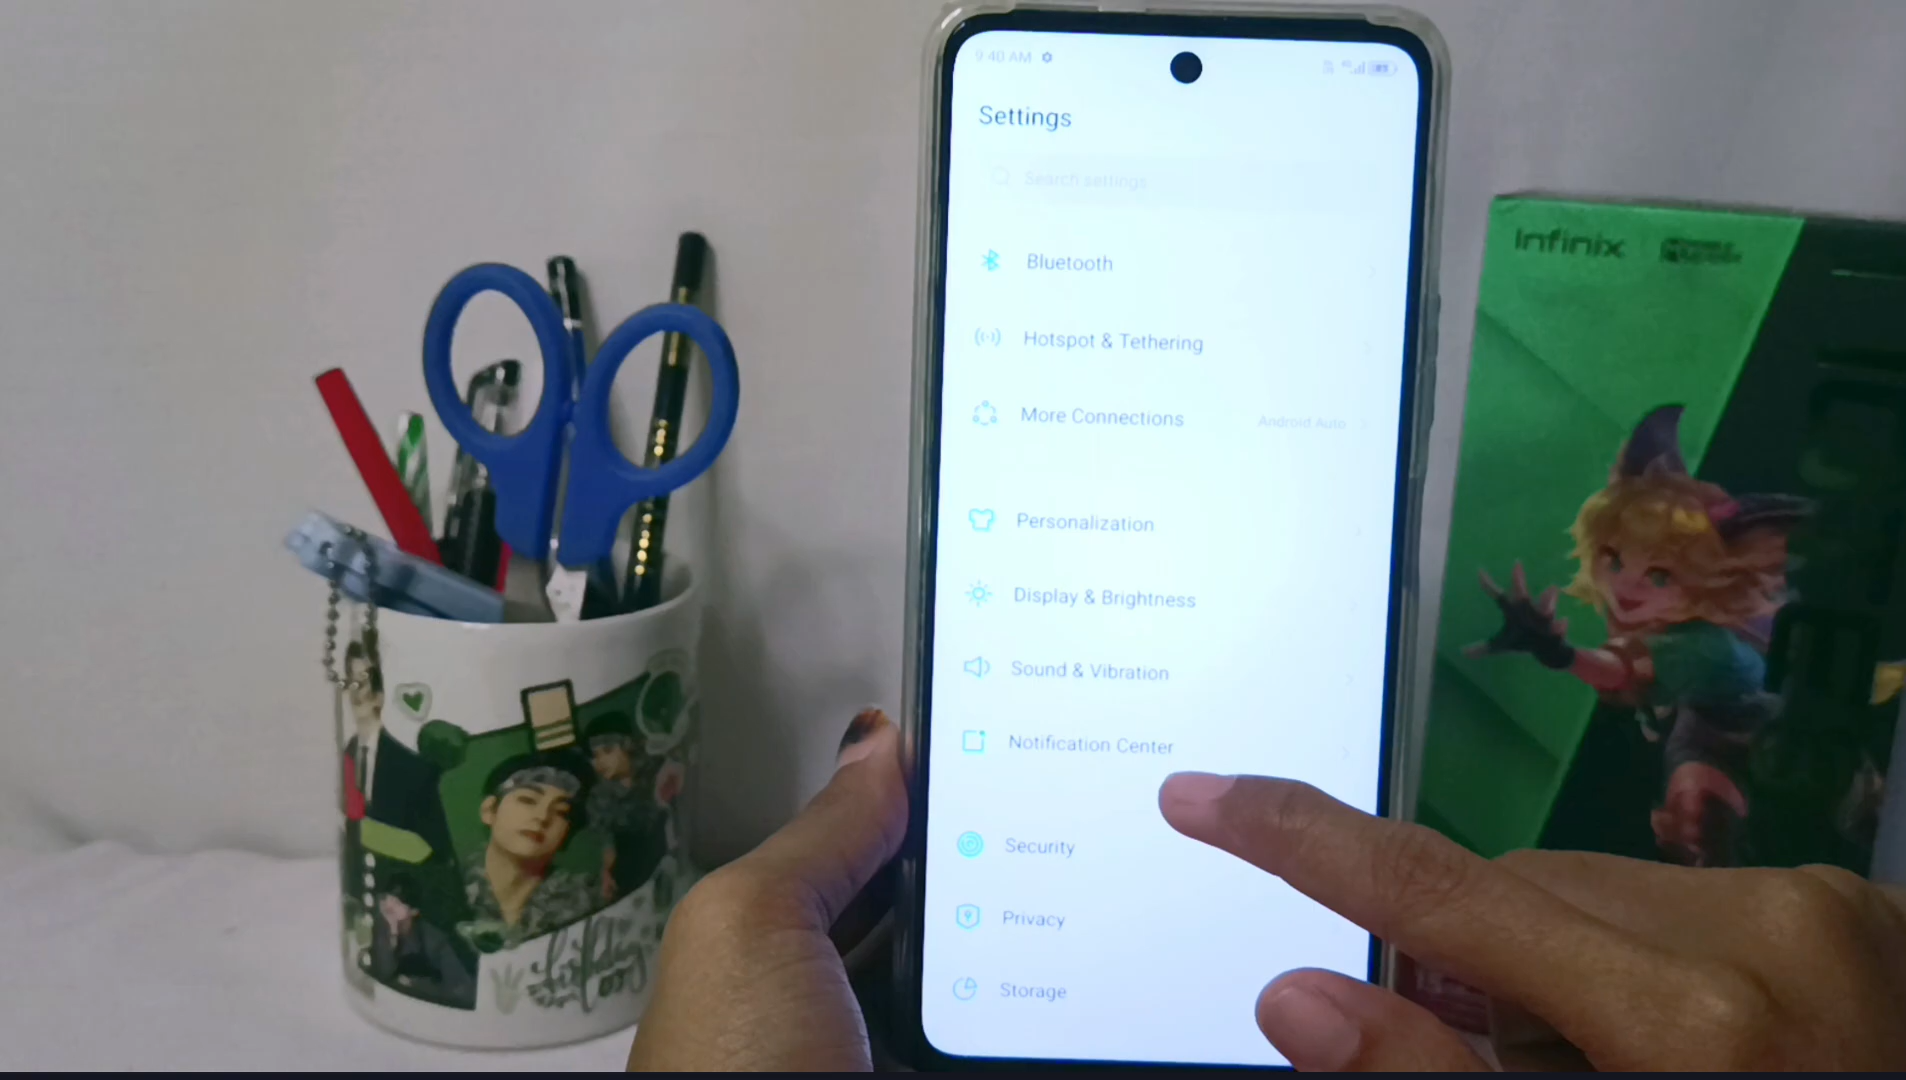 9:40 AM
Settings
Search settings
Bluetooth
Hotspot & Tethering
More Connections
Android Auto
Personalization
Display & Brightness
Sound & Vibration
Notification Center
Security
Privacy
Storage
Infinix